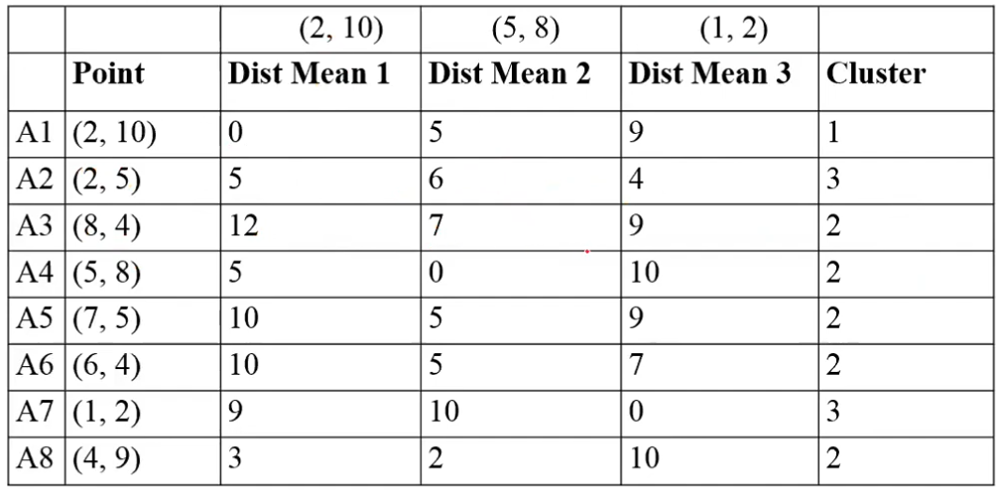 (2, 10) (5, 8) (1, 2)
Point Dist Mean 1 Dist Mean 2 Dist Mean 3 Cluster
A1 (2, 10) 0 5 9 1
A2 (2, 5) 5 6 4 3
A3 (8, 4) 12 7 9 2
A4 (5, 8) 5 0 10 2
A5 (7, 5) 10 5 9 2
A6 (6, 4) 10 5 7 2
A7 (1, 2) 9 10 0 3
A8 (4, 9) 3 2 10 2